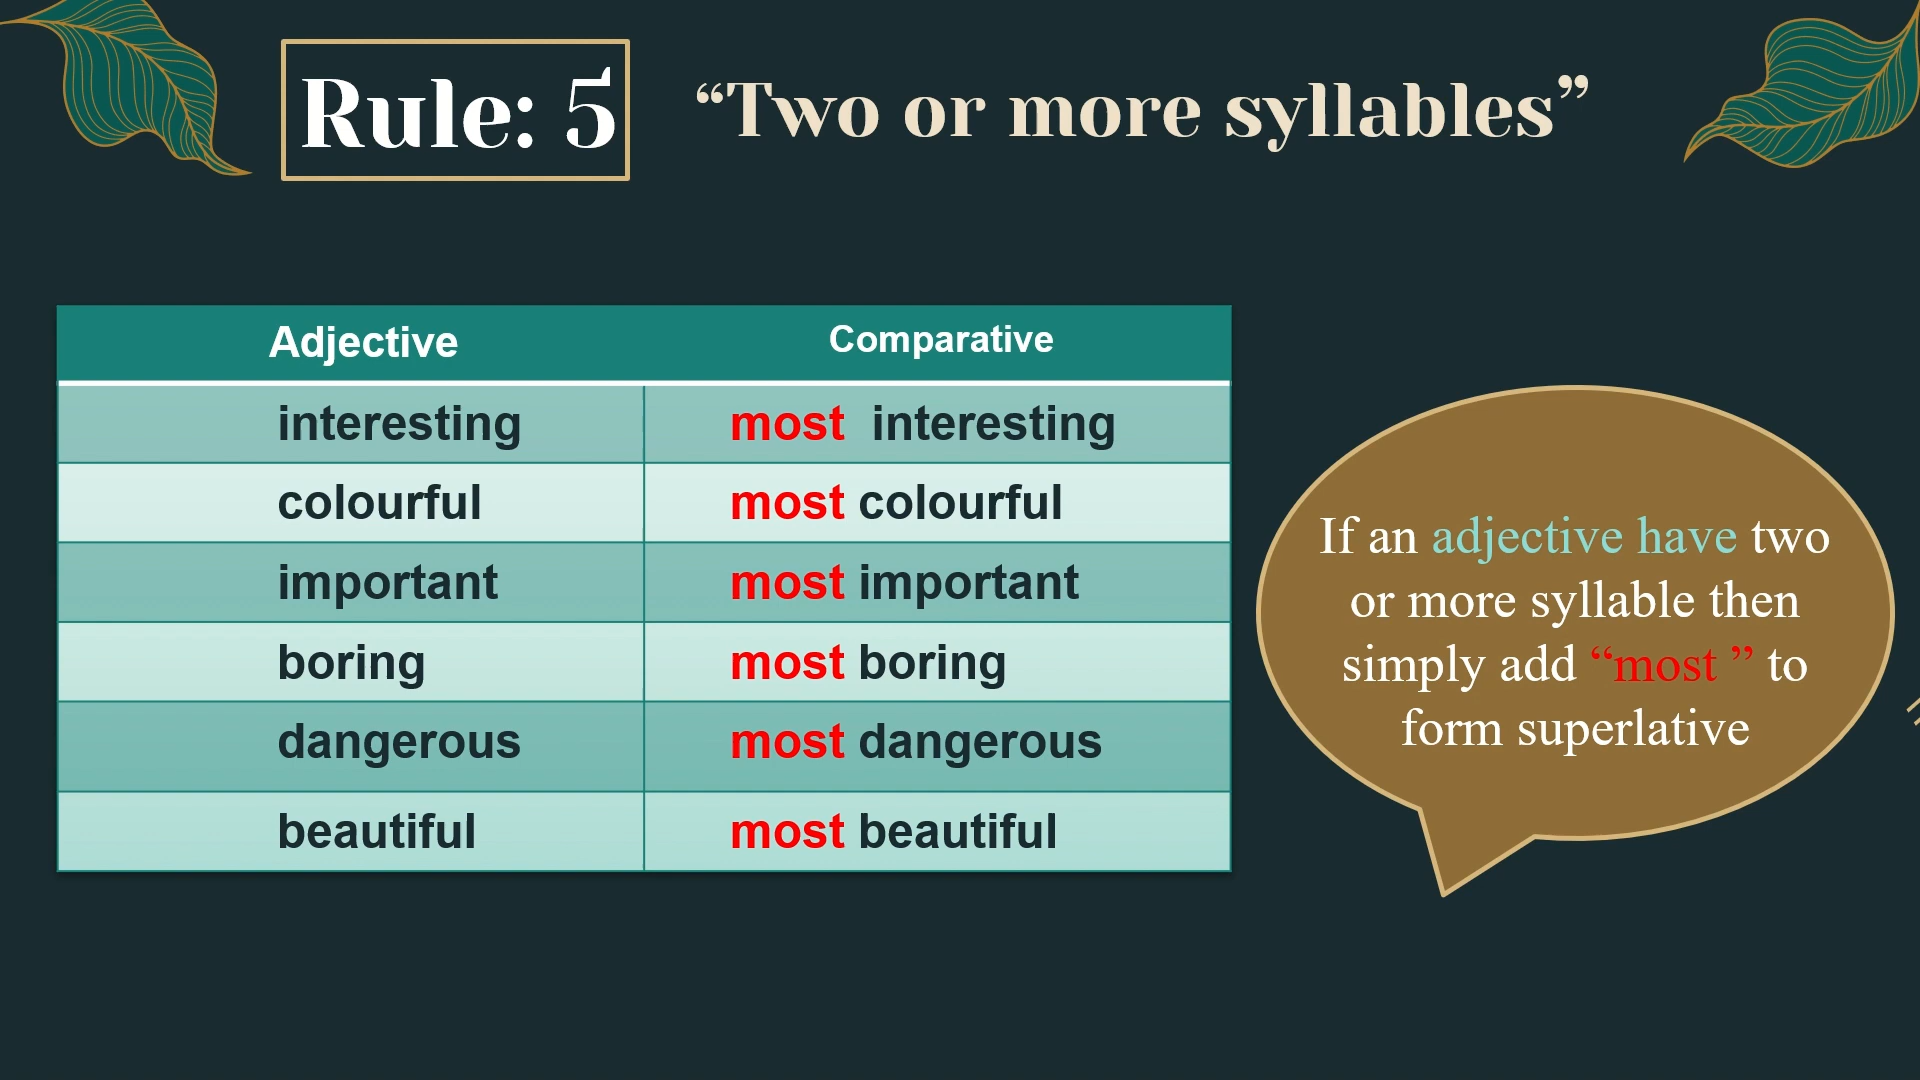 Rule: 5
“Two or more syllables”
Adjective Comparative
interesting most interesting
colourful most colourful
important most important
boring most boring
dangerous most dangerous
beautiful most beautiful
If an adjective have two
or more syllable then
simply add “most ” to
form superlative